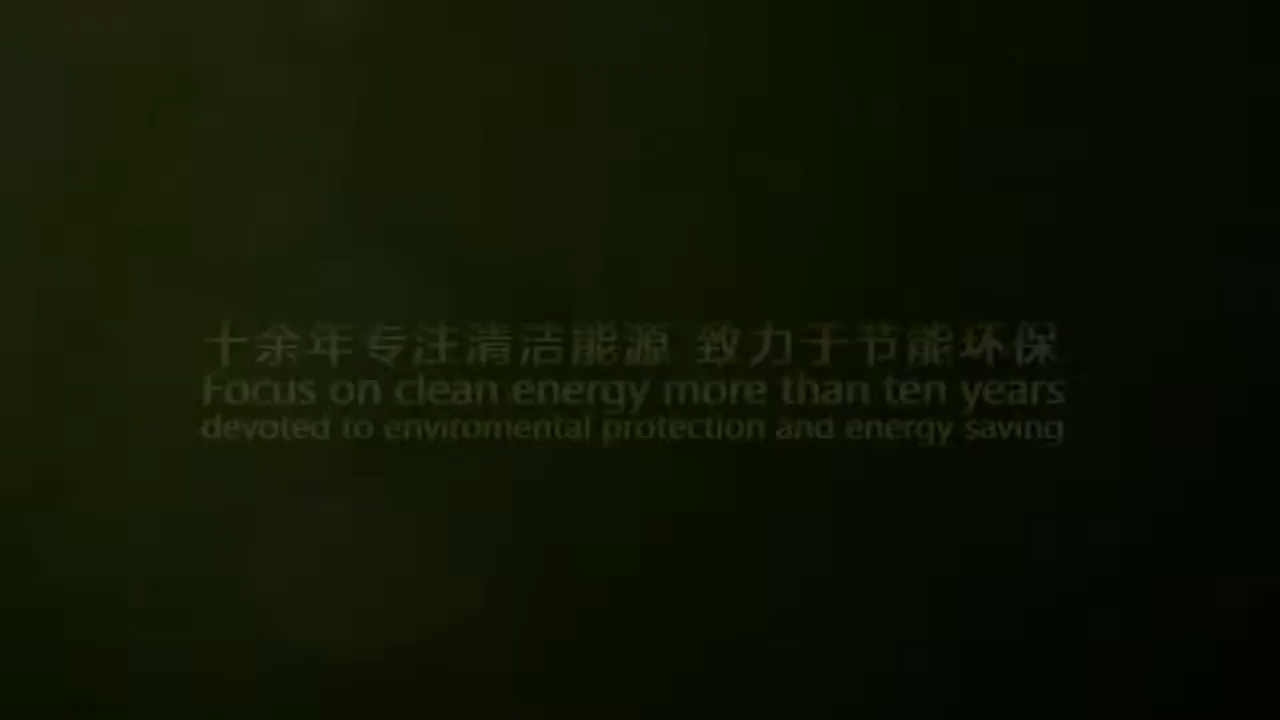 十余年专注清洁能源 致力于节能环保
Focus on clean energy more than ten years
devoted to enviromental protection and energy saving